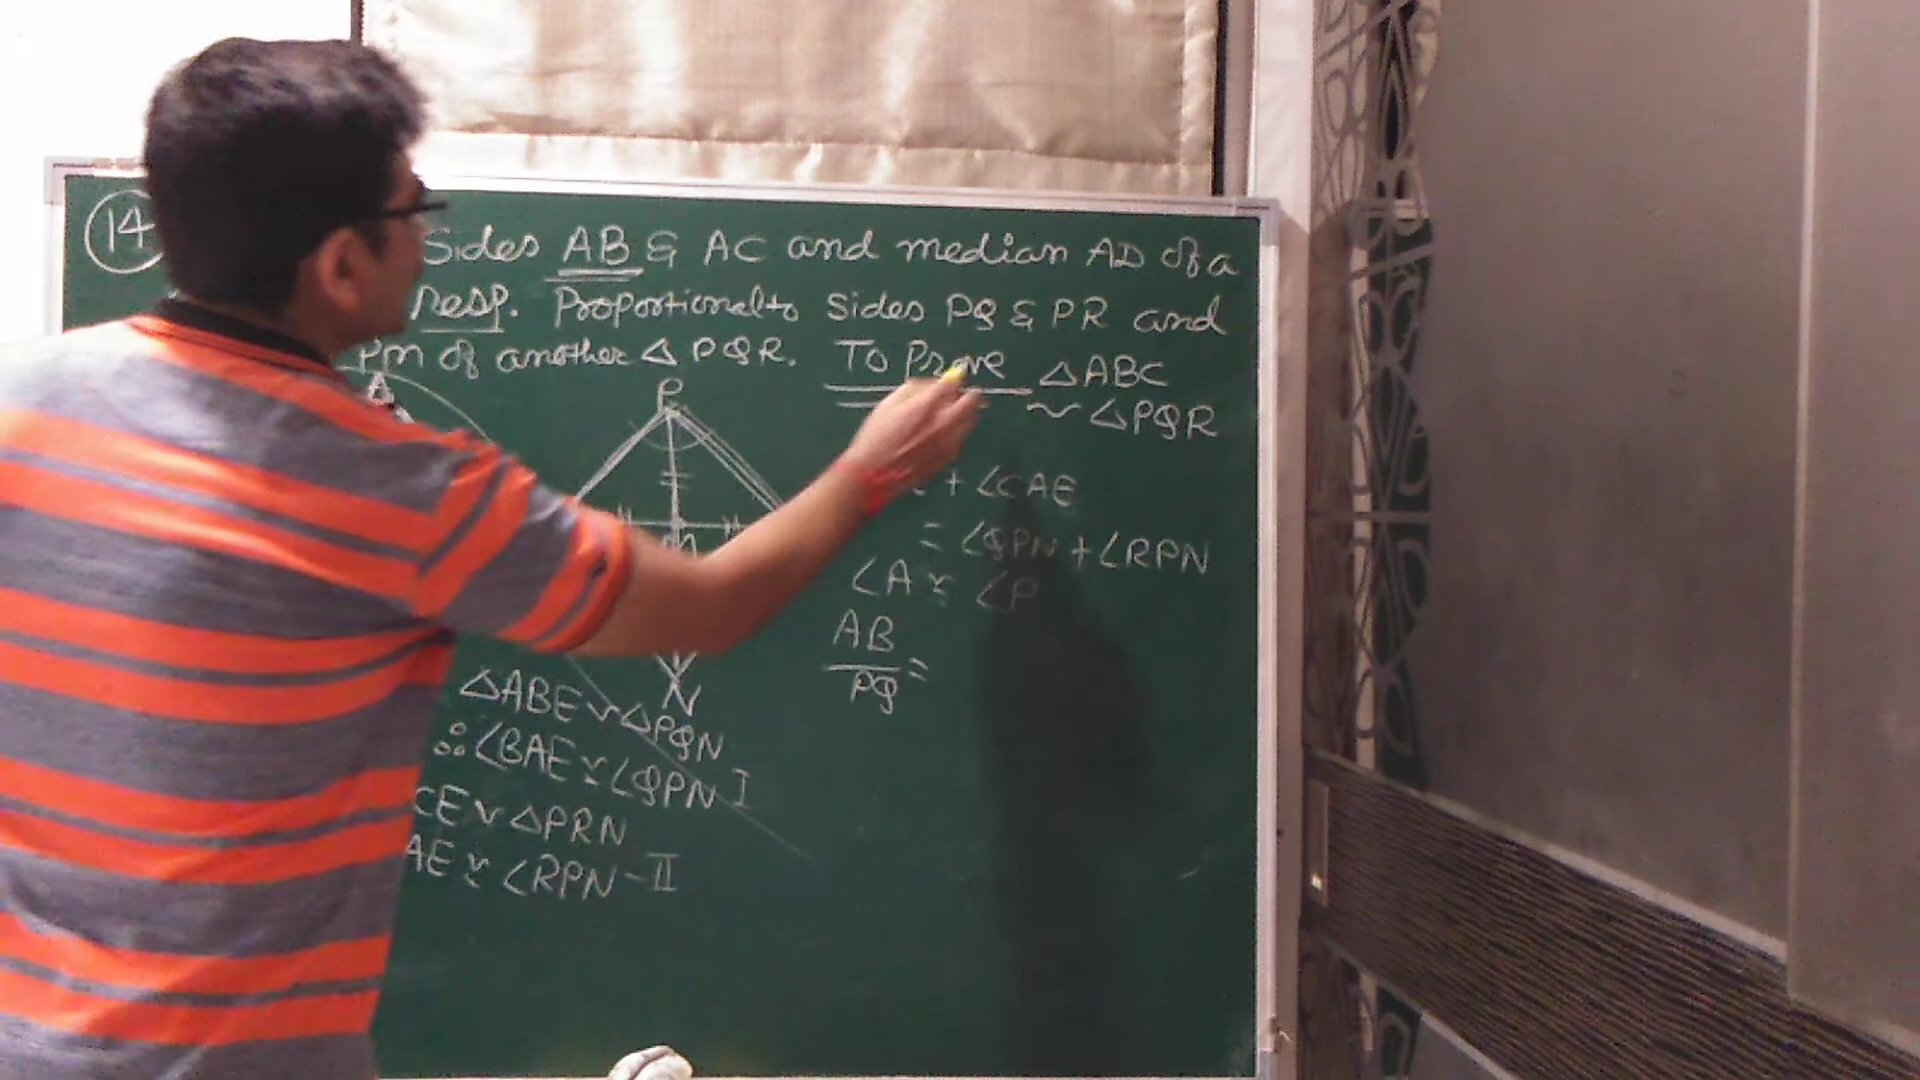 14
Sides AB & AC and median AD of a
resp. Proportional to Sides PQ & PR and
PM of another △ PQR. To Prove △ABC
~ △PQR
A
P
M
N
+ ∠CAE
= ∠QPN + ∠RPN
∠A ≅ ∠P
AB
PQ =
△ABE ~ △PQN
∴ ∠BAE ≅ ∠QPN I
CE ~ △PRN
AE ≅ ∠RPN - II